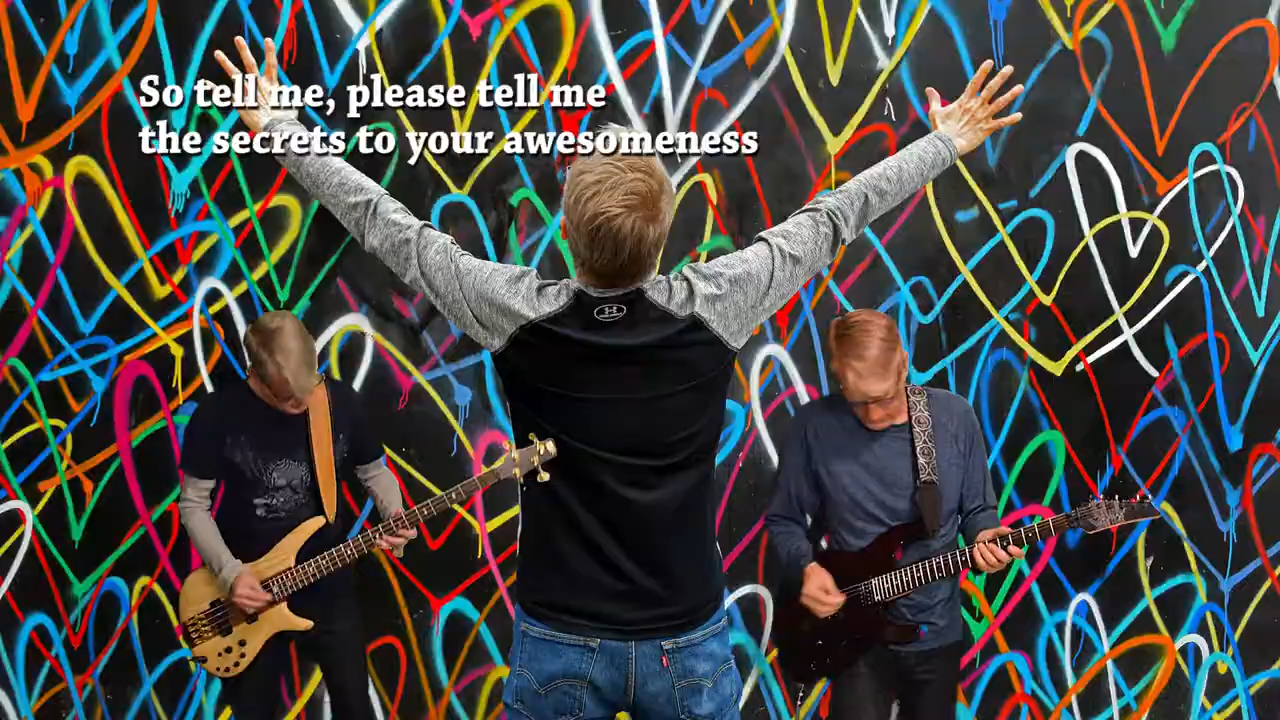 So tell me, please tell me
the secrets to your awesomeness